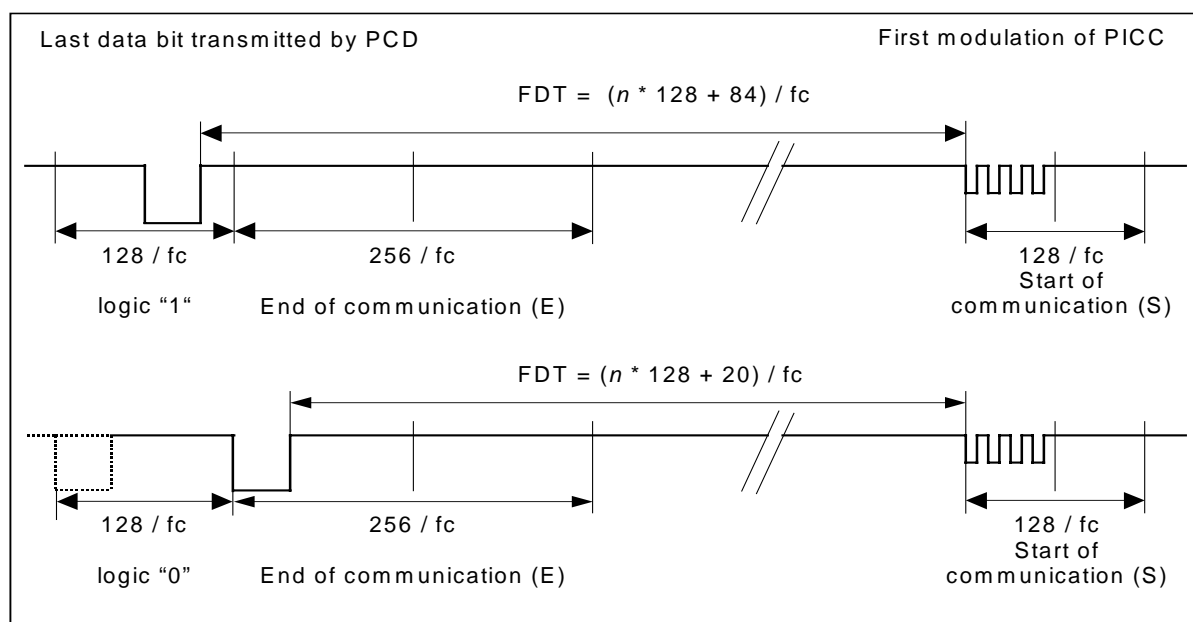 Last data bit transmitted by PCD
First modulation of PICC
FDT = (n * 128 + 84) / fc
128 / fc
256 / fc
128 / fc
logic “1“
End of communication (E)
Start of
communication (S)
FDT = (n * 128 + 20) / fc
128 / fc
256 / fc
128 / fc
logic “0”
End of communication (E)
Start of
communication (S)